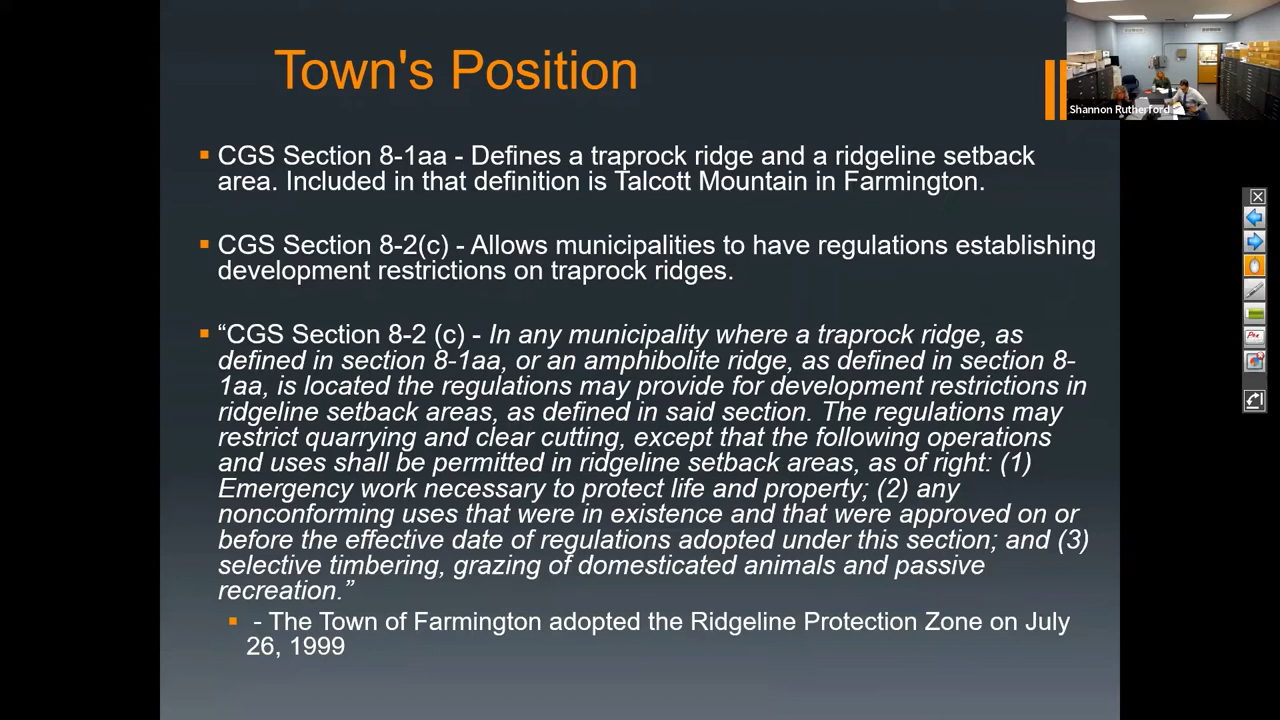 Town's Position
Shannon Rutherford
CGS Section 8-1aa - Defines a traprock ridge and a ridgeline setback
area. Included in that definition is Talcott Mountain in Farmington.
CGS Section 8-2(c) - Allows municipalities to have regulations establishing
development restrictions on traprock ridges.
“CGS Section 8-2 (c) - In any municipality where a traprock ridge, as
defined in section 8-1aa, or an amphibolite ridge, as defined in section 8-
1aa, is located the regulations may provide for development restrictions in
ridgeline setback areas, as defined in said section. The regulations may
restrict quarrying and clear cutting, except that the following operations
and uses shall be permitted in ridgeline setback areas, as of right: (1)
Emergency work necessary to protect life and property; (2) any
nonconforming uses that were in existence and that were approved on or
before the effective date of regulations adopted under this section; and (3)
selective timbering, grazing of domesticated animals and passive
recreation.”
- The Town of Farmington adopted the Ridgeline Protection Zone on July
26, 1999